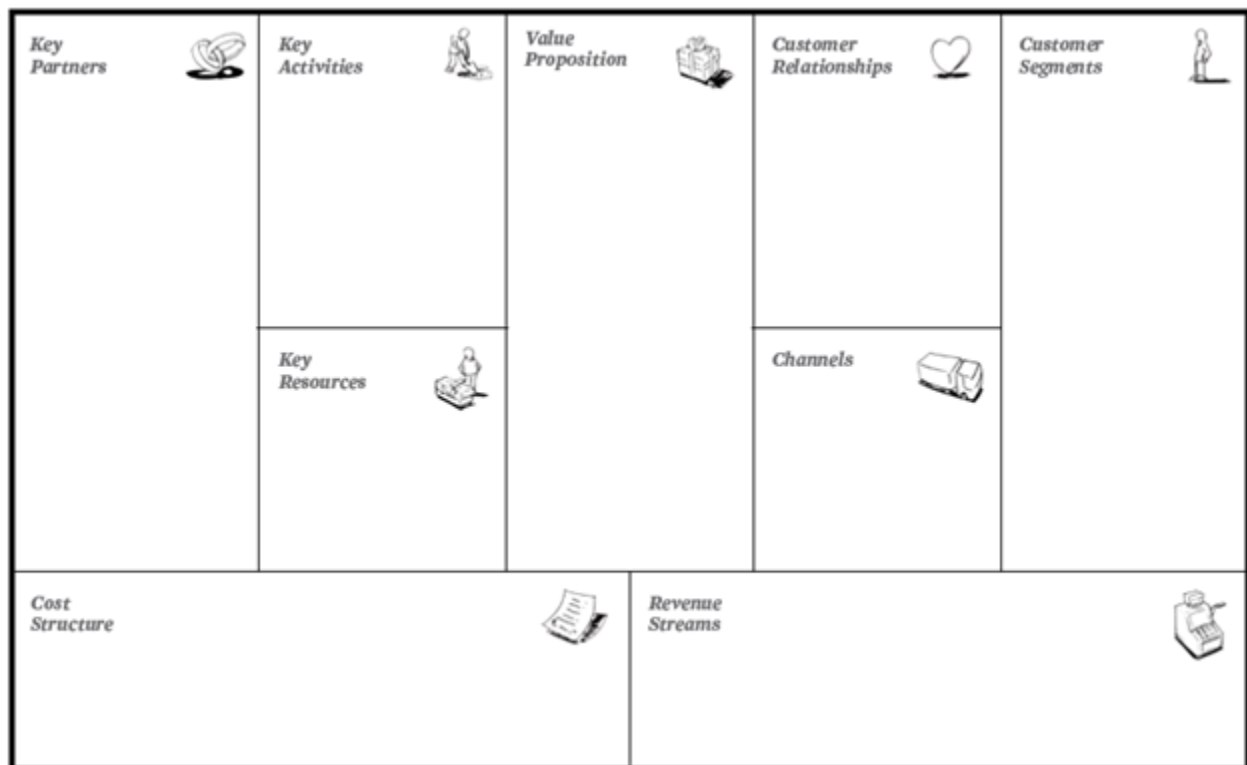 Key
Partners
Key
Activities
Value
Proposition
Customer
Relationships
Customer
Segments
Key
Resources
Channels
Cost
Structure
Revenue
Streams